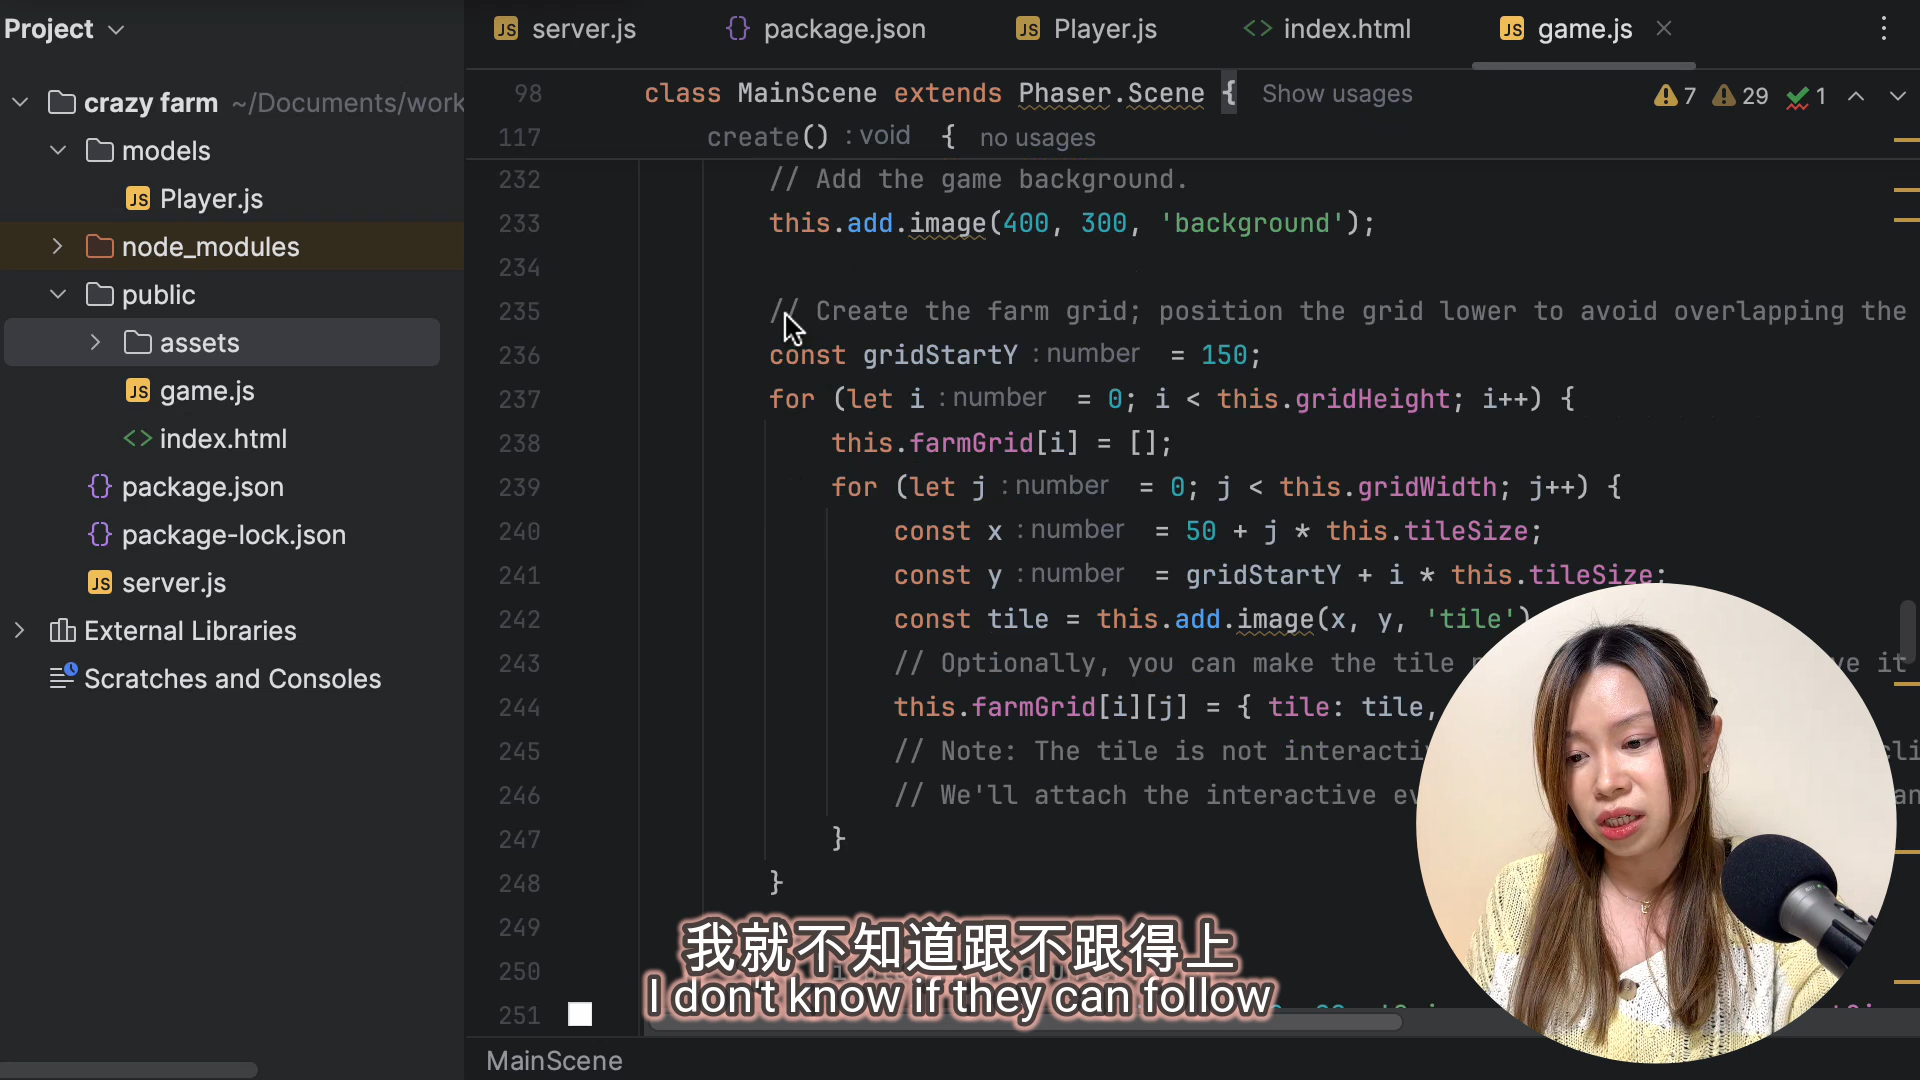 Project
server.js
package.json
Player.js
index.html
game.js
crazy farm ~/Documents/work
models
Player.js
node_modules
public
assets
game.js
index.html
package.json
package-lock.json
server.js
External Libraries
Scratches and Consoles
98 class MainScene extends Phaser.Scene { Show usages
7 29 1
117 create() : void { no usages
232 // Add the game background.
233 this.add.image(400, 300, 'background');
234
235 // Create the farm grid; position the grid lower to avoid overlapping the
236 const gridStartY : number = 150;
237 for (let i : number = 0; i < this.gridHeight; i++) {
238 this.farmGrid[i] = [];
239 for (let j : number = 0; j < this.gridWidth; j++) {
240 const x : number = 50 + j * this.tileSize;
241 const y : number = gridStartY + i * this.tileSize;
242 const tile = this.add.image(x, y, 'tile')
243 // Optionally, you can make the tile
244 this.farmGrid[i][j] = { tile: tile,
245 // Note: The tile is not interacti
246 // We'll attach the interactive ev
247 }
248 }
249
250
251
我就不知道跟不跟得上
I don't know if they can follow
MainScene